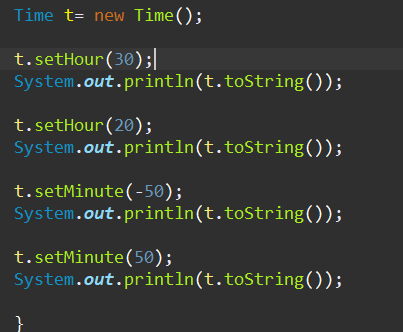 Time t= new Time();
t.setHour(30);
System.out.println(t.toString());
t.setHour(20);
System.out.println(t.toString());
t.setMinute(-50);
System.out.println(t.toString());
t.setMinute(50);
System.out.println(t.toString());
}